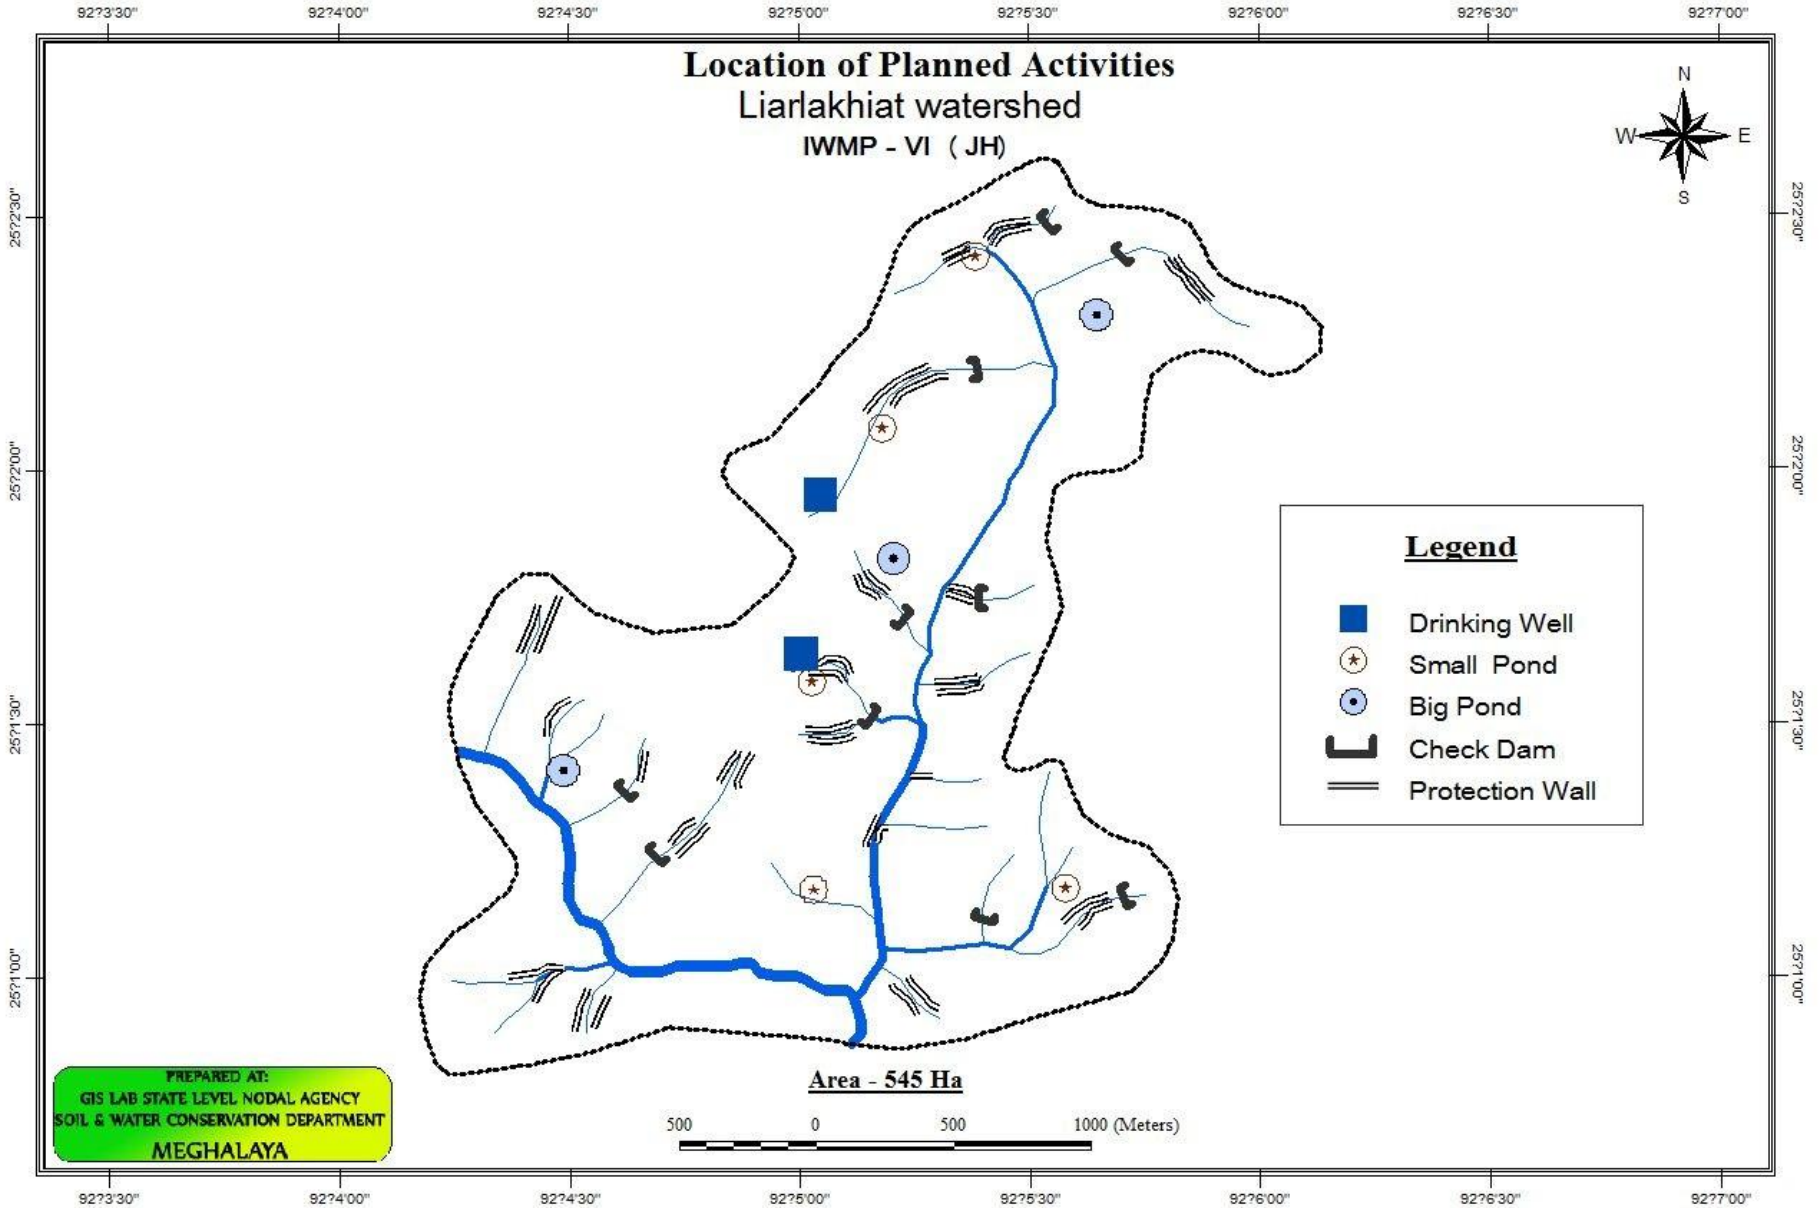 92?3'30" 92?4'00" 92?4'30" 92?5'00" 92?5'30" 92?6'00" 92?6'30" 92?7'00"
Location of Planned Activities
Liarlakhiat watershed
IWMP - VI ( JH)
N
W E
S
25?2'30" 25?2'30"
25?2'00" 25?2'00"
25?1'30" 25?1'30"
25?1'00" 25?1'00"
Legend
Drinking Well
Small Pond
Big Pond
Check Dam
Protection Wall
Area - 545 Ha
500 0 500 1000 (Meters)
PREPARED AT:
GIS LAB STATE LEVEL NODAL AGENCY
SOIL & WATER CONSERVATION DEPARTMENT
MEGHALAYA
92?3'30" 92?4'00" 92?4'30" 92?5'00" 92?5'30" 92?6'00" 92?6'30" 92?7'00"